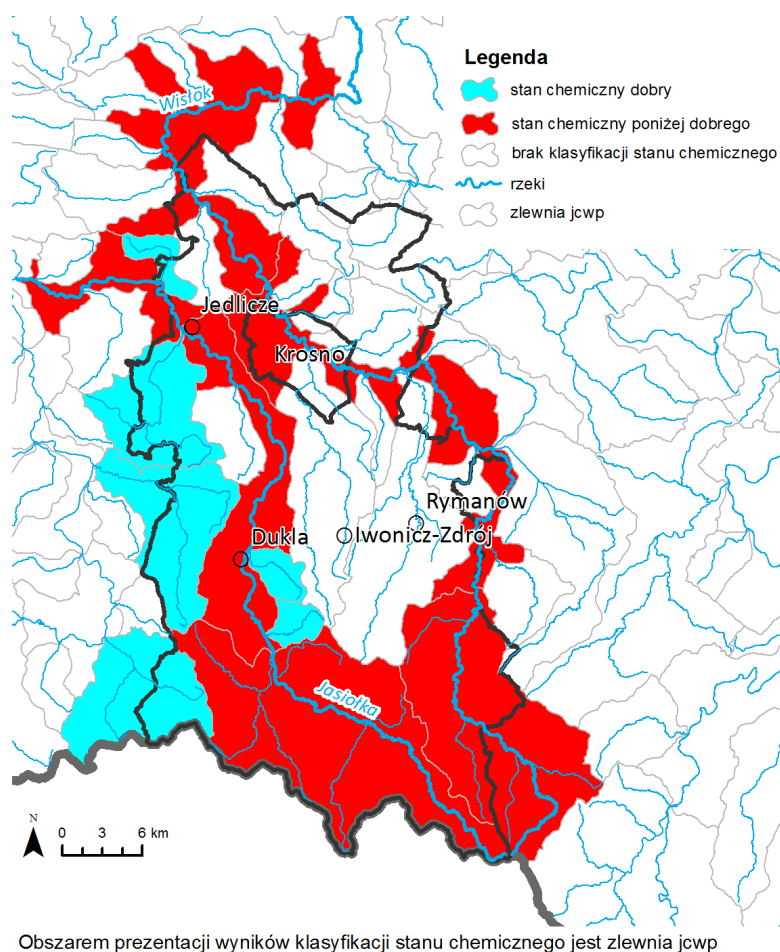 Legenda
stan chemiczny dobry
stan chemiczny poniżej dobrego
brak klasyfikacji stanu chemicznego
rzeki
zlewnia jcwp
Wisłok
Jedlicze
Krosno
Rymanów
Iwonicz-Zdrój
Dukla
Jasiołka
N
0 3 6 km
Obszarem prezentacji wyników klasyfikacji stanu chemicznego jest zlewnia jcwp